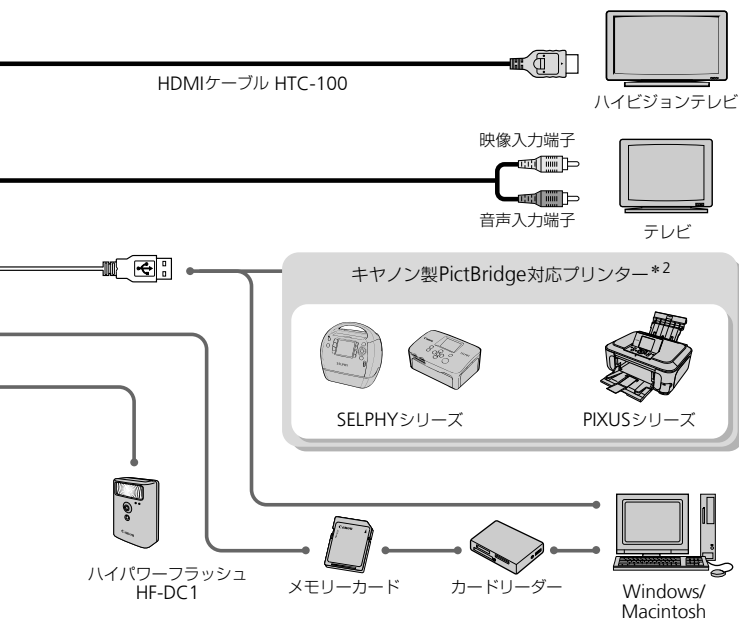 HDMIケーブル HTC-100
ハイビジョンテレビ
映像入力端子
音声入力端子
テレビ
キヤノン製PictBridge対応プリンター*2
SELPHYシリーズ
PIXUSシリーズ
ハイパワーフラッシュ
HF-DC1
メモリーカード
カードリーダー
Windows/
Macintosh